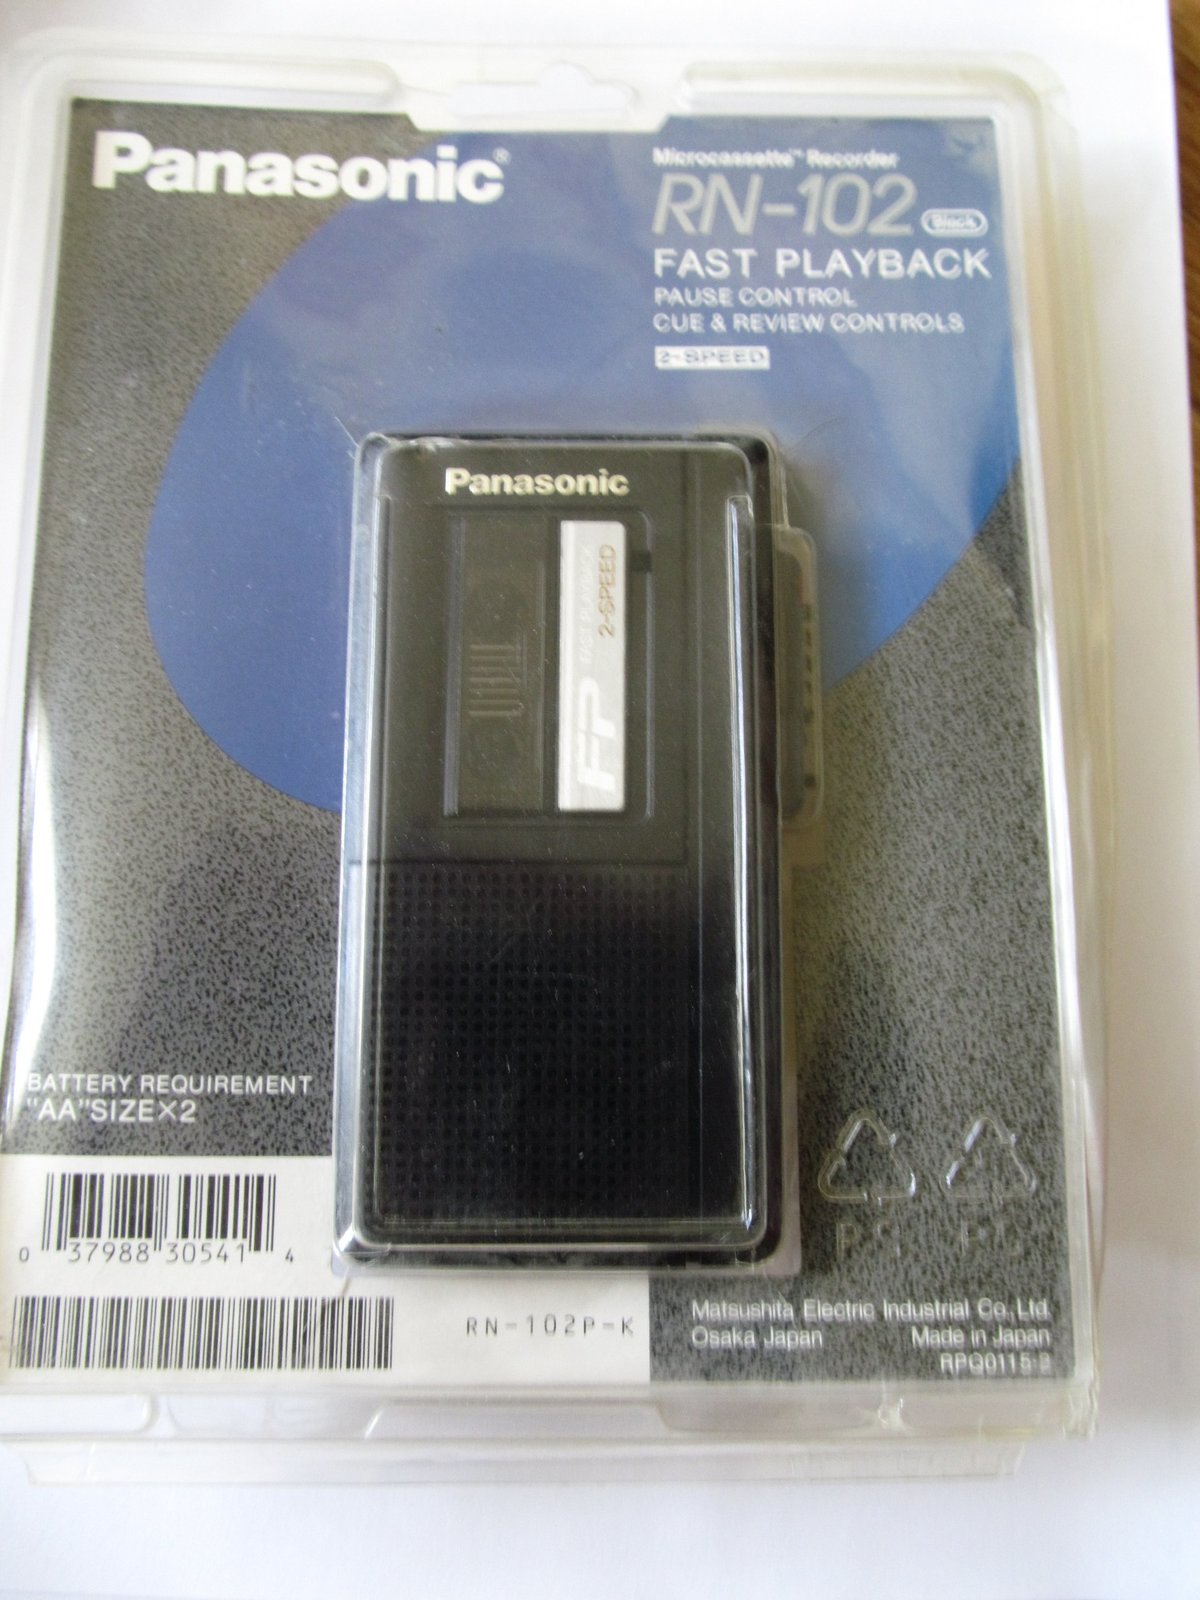 Panasonic®
Microcassette™ Recorder
RN-102 Black
FAST PLAYBACK
PAUSE CONTROL
CUE & REVIEW CONTROLS
2-SPEED
Panasonic
FP FAST PLAYBACK
2-SPEED
BATTERY REQUIREMENT
"AA"SIZE×2
0 37988 30541 4
RN-102P-K
Matsushita Electric Industrial Co., Ltd.
Osaka Japan Made in Japan